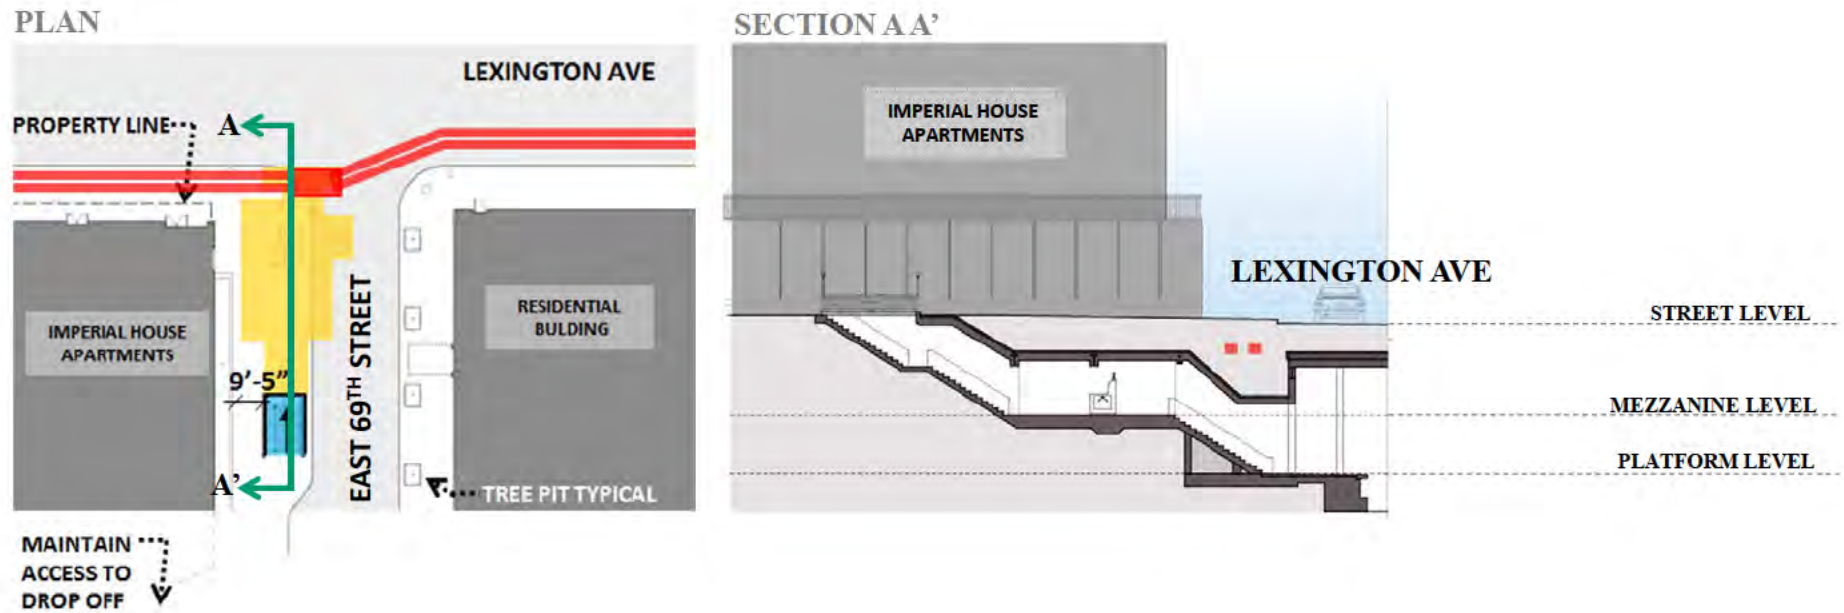 PLAN
LEXINGTON AVE
PROPERTY LINE
A
IMPERIAL HOUSE
APARTMENTS
9'-5"
EAST 69TH STREET
RESIDENTIAL
BULDING
A'
TREE PIT TYPICAL
MAINTAIN
ACCESS TO
DROP OFF
SECTION A A'
IMPERIAL HOUSE
APARTMENTS
LEXINGTON AVE
STREET LEVEL
MEZZANINE LEVEL
PLATFORM LEVEL